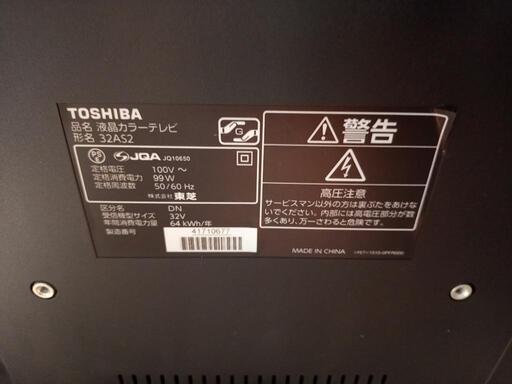 TOSHIBA
品名 液晶カラーテレビ
形名 32AS2
G
PSE
JQA JQ10650
定格電圧 100V ～
定格消費電力 99W
定格周波数 50/60 Hz
株式会社 東芝
区分名 DN
受信機型サイズ 32V
年間消費電力量 64 kWh/年
製造番号 41710677
警告
高圧注意
サービスマン以外の方は裏ぶたをあけな
いでください。内部には高電圧部分が数
多くあり、万一さわると危険です。
MADE IN CHINA